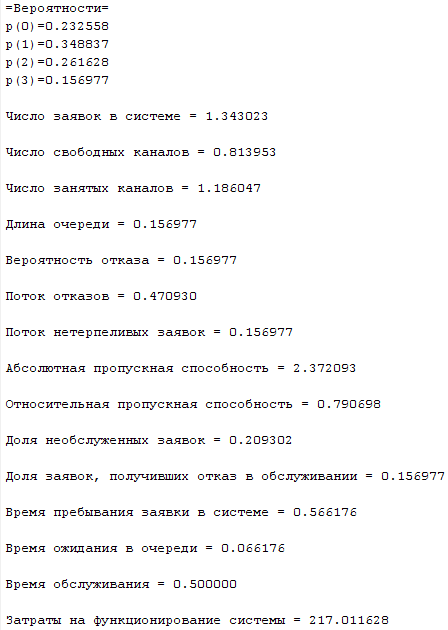 =Вероятности=
p(0)=0.232558
p(1)=0.348837
p(2)=0.261628
p(3)=0.156977
Число заявок в системе = 1.343023
Число свободных каналов = 0.813953
Число занятых каналов = 1.186047
Длина очереди = 0.156977
Вероятность отказа = 0.156977
Поток отказов = 0.470930
Поток нетерпеливых заявок = 0.156977
Абсолютная пропускная способность = 2.372093
Относительная пропускная способность = 0.790698
Доля необслуженных заявок = 0.209302
Доля заявок, получивших отказ в обслуживании = 0.156977
Время пребывания заявки в системе = 0.566176
Время ожидания в очереди = 0.066176
Время обслуживания = 0.500000
Затраты на функционирование системы = 217.011628